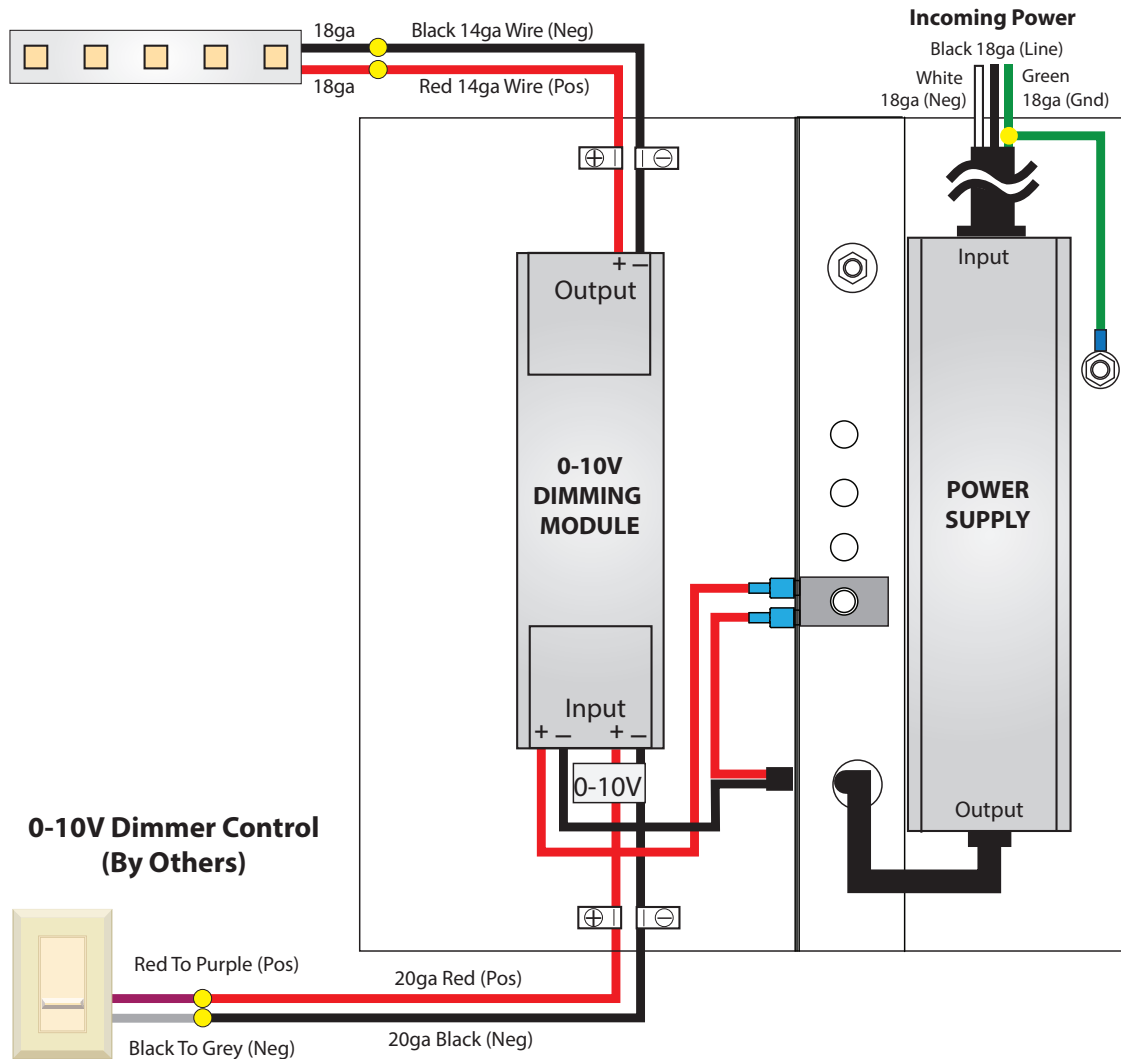 18ga
Black 14ga Wire (Neg)
18ga
Red 14ga Wire (Pos)
Incoming Power
Black 18ga (Line)
White
18ga (Neg)
Green
18ga (Gnd)
+ –
Output
Input
0-10V
DIMMING
MODULE
POWER
SUPPLY
Input
+ – + –
0-10V
Output
0-10V Dimmer Control
(By Others)
Red To Purple (Pos)
20ga Red (Pos)
Black To Grey (Neg)
20ga Black (Neg)